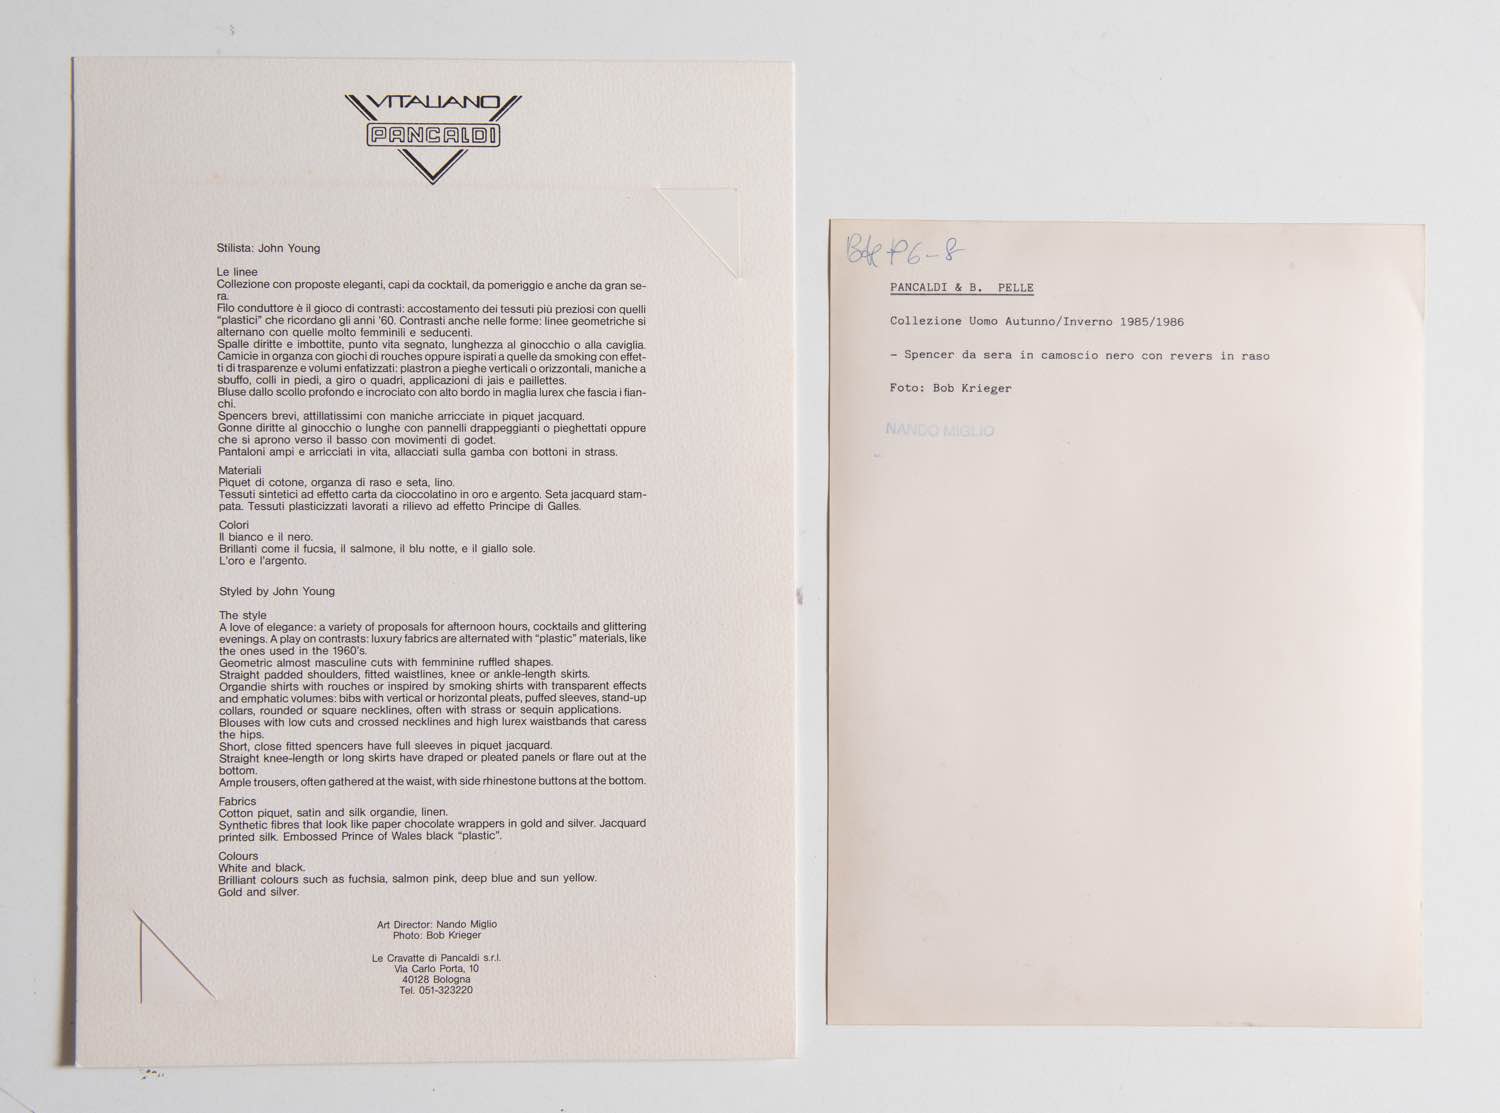 VITALIANO
PANCALDI
Stilista: John Young
Le linee
Collezione con proposte eleganti, capi da cocktail, da pomeriggio e anche da gran se-
ra.
Filo conduttore è il gioco di contrasti: accostamento dei tessuti più preziosi con quelli
“plastici” che ricordano gli anni ’60. Contrasti anche nelle forme: linee geometriche si
alternano con quelle molto femminili e seducenti.
Spalle diritte e imbottite, punto vita segnato, lunghezza al ginocchio o alla caviglia.
Camicie in organza con giochi di rouches oppure ispirati a quelle da smoking con effet-
ti di trasparenze e volumi enfatizzati: plastron a pieghe verticali o orizzontali, maniche a
sbuffo, colli in piedi, a giro o quadri, applicazioni di jais e paillettes.
Bluse dallo scollo profondo e incrociato con alto bordo in maglia lurex che fascia i fian-
chi.
Spencers brevi, attillatissimi con maniche arricciate in piquet jacquard.
Gonne diritte al ginocchio o lunghe con pannelli drappeggianti o pieghettati oppure
che si aprono verso il basso con movimenti di godet.
Pantaloni ampi e arricciati in vita, allacciati sulla gamba con bottoni in strass.
Materiali
Piquet di cotone, organza di raso e seta, lino.
Tessuti sintetici ad effetto carta da cioccolatino in oro e argento. Seta jacquard stam-
pata. Tessuti plasticizzati lavorati a rilievo ad effetto Principe di Galles.
Colori
Il bianco e il nero.
Brillanti come il fucsia, il salmone, il blu notte, e il giallo sole.
L’oro e l’argento.
Styled by John Young
The style
A love of elegance: a variety of proposals for afternoon hours, cocktails and glittering
evenings. A play on contrasts: luxury fabrics are alternated with “plastic” materials, like
the ones used in the 1960’s.
Geometric almost masculine cuts with femminine ruffled shapes.
Straight padded shoulders, fitted waistlines, knee or ankle-length skirts.
Organdie shirts with rouches or inspired by smoking shirts with transparent effects
and emphatic volumes: bibs with vertical or horizontal pleats, puffed sleeves, stand-up
collars, rounded or square necklines, often with strass or sequin applications.
Blouses with low cuts and crossed necklines and high lurex waistbands that caress
the hips.
Short, close fitted spencers have full sleeves in piquet jacquard.
Straight knee-length or long skirts have draped or pleated panels or flare out at the
bottom.
Ample trousers, often gathered at the waist, with side rhinestone buttons at the bottom.
Fabrics
Cotton piquet, satin and silk organdie, linen.
Synthetic fibres that look like paper chocolate wrappers in gold and silver. Jacquard
printed silk. Embossed Prince of Wales black “plastic”.
Colours
White and black.
Brilliant colours such as fuchsia, salmon pink, deep blue and sun yellow.
Gold and silver.
Art Director: Nando Miglio
Photo: Bob Krieger
Le Cravatte di Pancaldi s.r.l.
Via Carlo Porta, 10
40128 Bologna
Tel. 051-323220
P6-8
PANCALDI & B. PELLE
Collezione Uomo Autunno/Inverno 1985/1986
- Spencer da sera in camoscio nero con revers in raso
Foto: Bob Krieger
NANDO MIGLIO